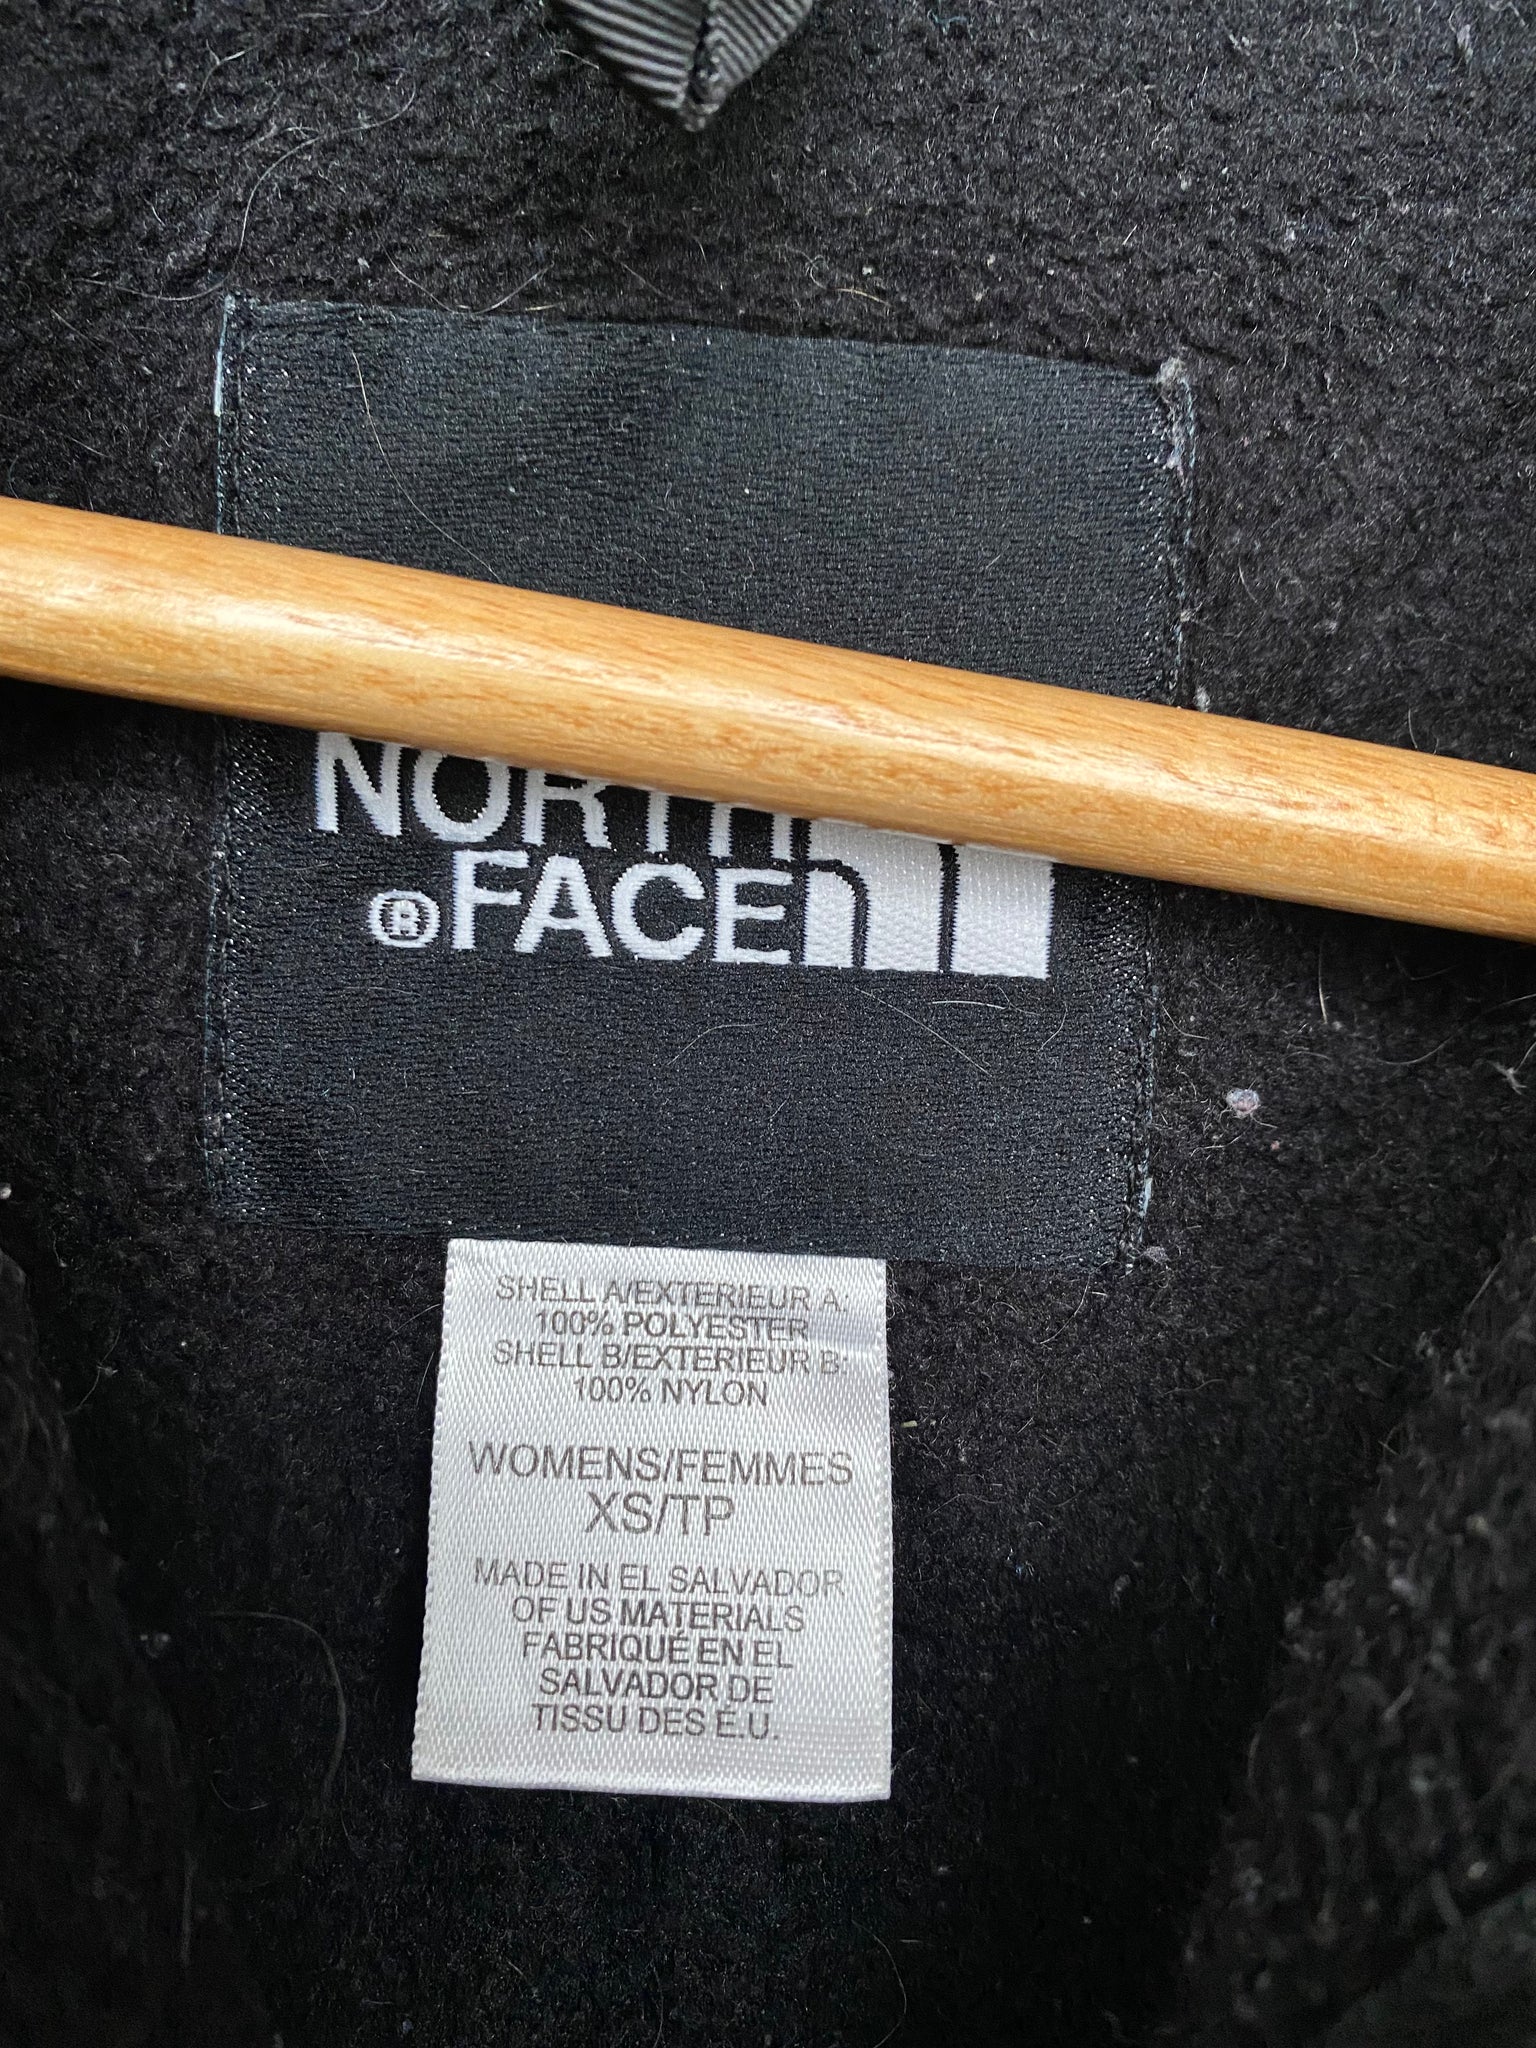 NORTH
® FACE
SHELL A/EXTERIEUR A:
100% POLYESTER
SHELL B/EXTERIEUR B:
100% NYLON
WOMENS/FEMMES
XS/TP
MADE IN EL SALVADOR
OF US MATERIALS
FABRIQUÉ EN EL
SALVADOR DE
TISSU DES É.U.